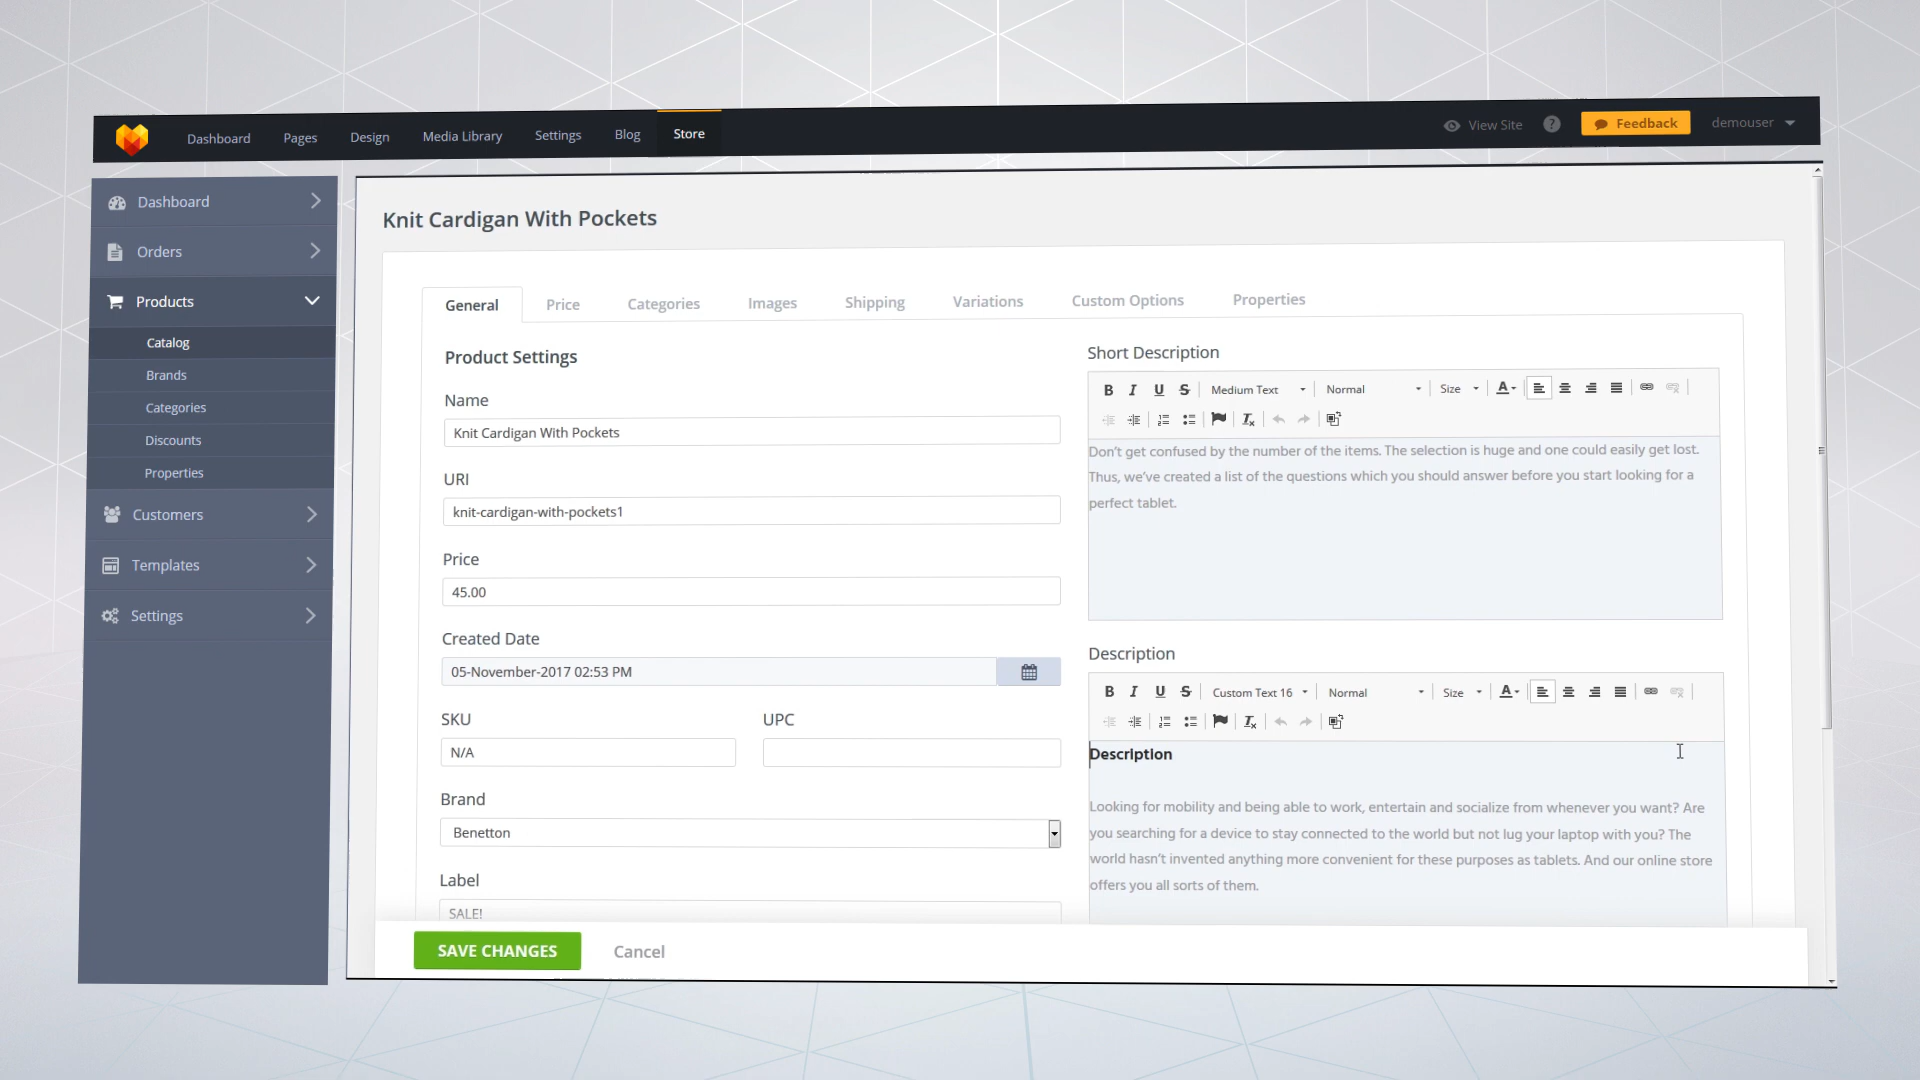 Dashboard Pages Design Media Library Settings Blog Store View Site ? Feedback demouser
Dashboard
Orders
Products
Catalog
Brands
Categories
Discounts
Properties
Customers
Templates
Settings
Knit Cardigan With Pockets
General Price Categories Images Shipping Variations Custom Options Properties
Product Settings
Name
Knit Cardigan With Pockets
URI
knit-cardigan-with-pockets1
Price
45.00
Created Date
05-November-2017 02:53 PM
SKU UPC
N/A
Brand
Benetton
Label
SALE!
Short Description
B I U S Medium Text Normal Size A
Don't get confused by the number of the items. The selection is huge and one could easily get lost.
Thus, we've created a list of the questions which you should answer before you start looking for a
perfect tablet.
Description
B I U S Custom Text 16 Normal Size A
Description
Looking for mobility and being able to work, entertain and socialize from whenever you want? Are
you searching for a device to stay connected to the world but not lug your laptop with you? The
world hasn't invented anything more convenient for these purposes as tablets. And our online store
offers you all sorts of them.
SAVE CHANGES Cancel